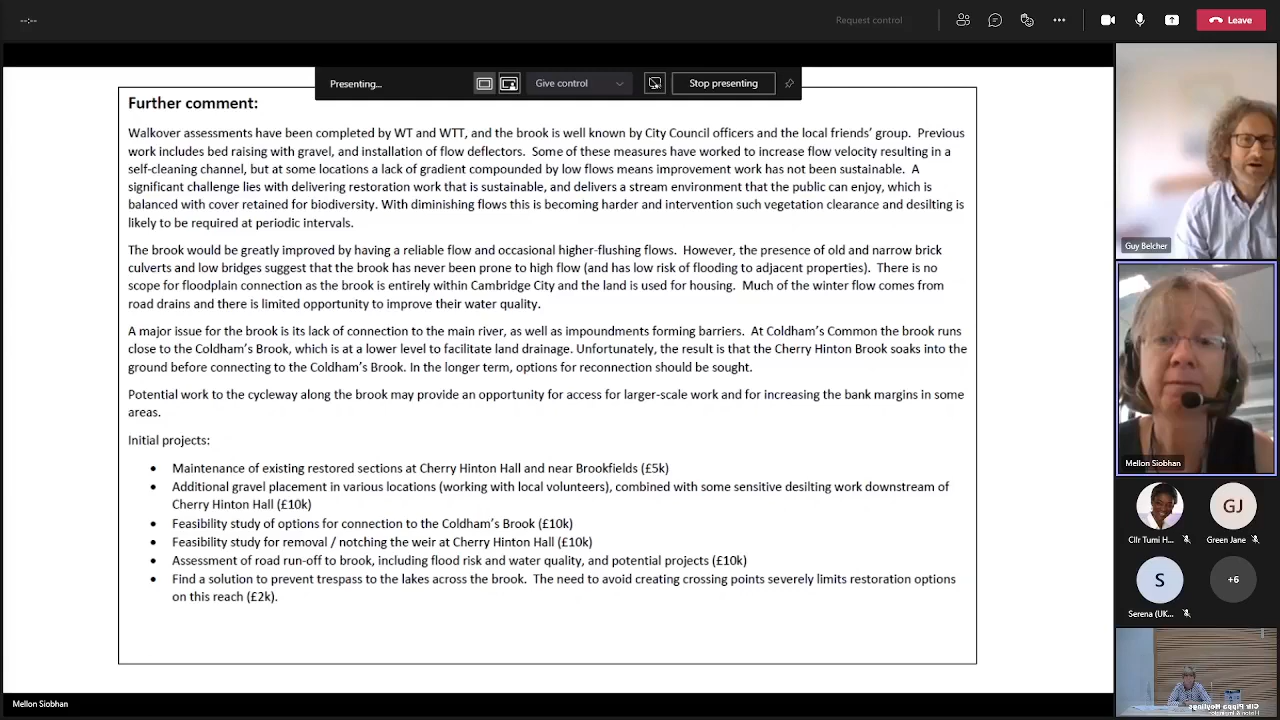 --:--
Request control
Leave
Presenting...
Give control
Stop presenting
Further comment:
Walkover assessments have been completed by WT and WTT, and the brook is well known by City Council officers and the local friends' group. Previous
work includes bed raising with gravel, and installation of flow deflectors. Some of these measures have worked to increase flow velocity resulting in a
self-cleaning channel, but at some locations a lack of gradient compounded by low flows means improvement work has not been sustainable. A
significant challenge lies with delivering restoration work that is sustainable, and delivers a stream environment that the public can enjoy, which is
balanced with cover retained for biodiversity. With diminishing flows this is becoming harder and intervention such vegetation clearance and desilting is
likely to be required at periodic intervals.
The brook would be greatly improved by having a reliable flow and occasional higher-flushing flows. However, the presence of old and narrow brick
culverts and low bridges suggest that the brook has never been prone to high flow (and has low risk of flooding to adjacent properties). There is no
scope for floodplain connection as the brook is entirely within Cambridge City and the land is used for housing. Much of the winter flow comes from
road drains and there is limited opportunity to improve their water quality.
A major issue for the brook is its lack of connection to the main river, as well as impoundments forming barriers. At Coldham's Common the brook runs
close to the Coldham's Brook, which is at a lower level to facilitate land drainage. Unfortunately, the result is that the Cherry Hinton Brook soaks into the
ground before connecting to the Coldham's Brook. In the longer term, options for reconnection should be sought.
Potential work to the cycleway along the brook may provide an opportunity for access for larger-scale work and for increasing the bank margins in some
areas.
Initial projects:
• Maintenance of existing restored sections at Cherry Hinton Hall and near Brookfields (£5k)
• Additional gravel placement in various locations (working with local volunteers), combined with some sensitive desilting work downstream of
Cherry Hinton Hall (£10k)
• Feasibility study of options for connection to the Coldham's Brook (£10k)
• Feasibility study for removal / notching the weir at Cherry Hinton Hall (£10k)
• Assessment of road run-off to brook, including flood risk and water quality, and potential projects (£10k)
• Find a solution to prevent trespass to the lakes across the brook. The need to avoid creating crossing points severely limits restoration options
on this reach (£2k).
Mellon Siobhan
Guy Belcher
Mellon Siobhan
Cllr Tumi H...
GJ
Green Jane
S
Serena (UK...
+6